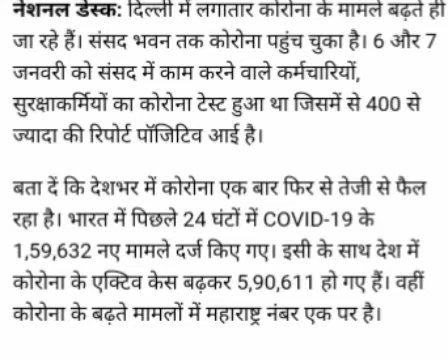 नेशनल डेस्क: दिल्ली में लगातार कोरोना के मामले बढ़ते ही
जा रहे हैं। संसद भवन तक कोरोना पहुंच चुका है। 6 और 7
जनवरी को संसद में काम करने वाले कर्मचारियों,
सुरक्षाकर्मियों का कोरोना टेस्ट हुआ था जिसमें से 400 से
ज्यादा की रिपोर्ट पॉजिटिव आई है।
बता दें कि देशभर में कोरोना एक बार फिर से तेजी से फैल
रहा है। भारत में पिछले 24 घंटों में COVID-19 के
1,59,632 नए मामले दर्ज किए गए। इसी के साथ देश में
कोरोना के एक्टिव केस बढ़कर 5,90,611 हो गए हैं। वहीं
कोरोना के बढ़ते मामलों में महाराष्ट्र नंबर एक पर है।